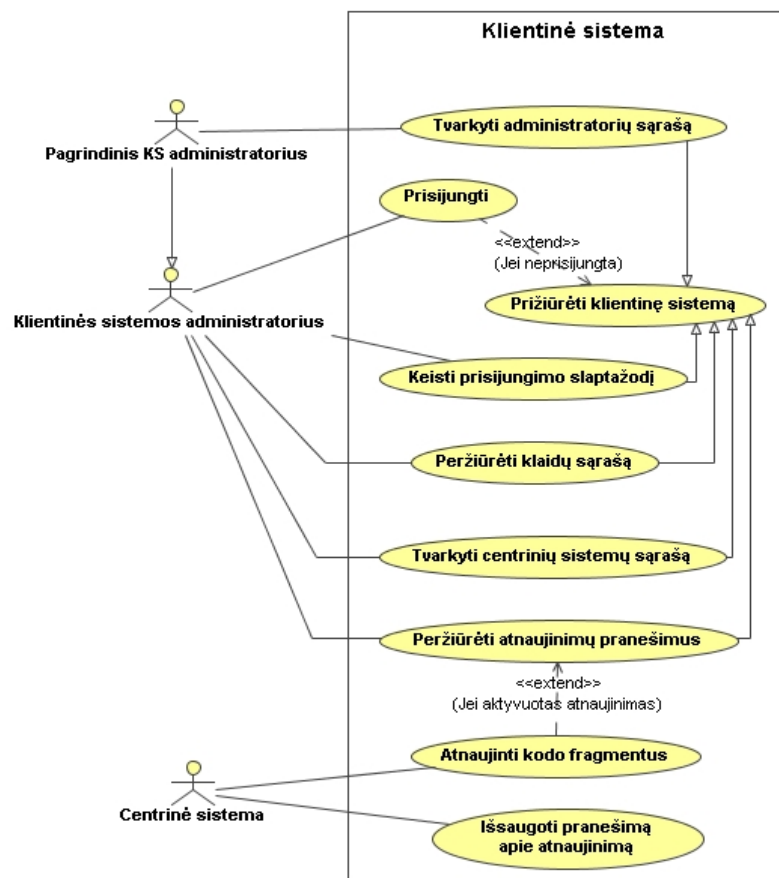 Klientinė sistema
Tvarkyti administratorių sąrašą
Pagrindinis KS administratorius
Prisijungti
<<extend>>
(Jei neprisijungta)
Prižiūrėti klientinę sistemą
Klientinės sistemos administratorius
Keisti prisijungimo slaptažodį
Peržiūrėti klaidų sąrašą
Tvarkyti centrinių sistemų sąrašą
Peržiūrėti atnaujinimų pranešimus
<<extend>>
(Jei aktyvuotas atnaujinimas)
Atnaujinti kodo fragmentus
Centrinė sistema
Išsaugoti pranešimą
apie atnaujinimą